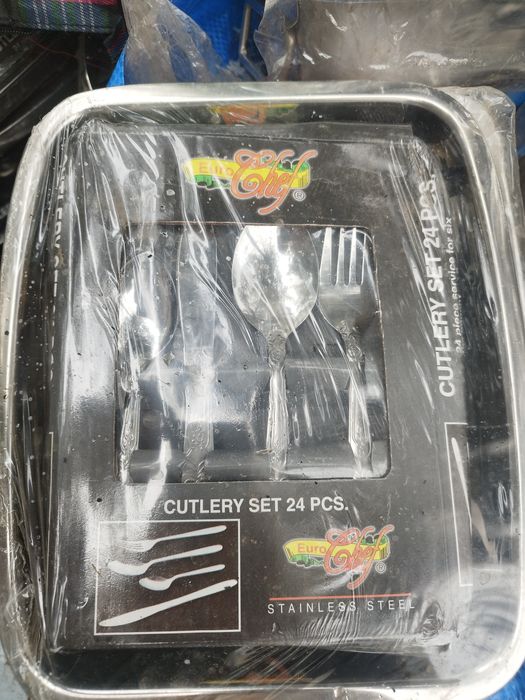 Euro Chef ®
CUTLERY SET 24 PCS.
24 piece service for six
CUTLERY SET 24 PCS.
Euro Chef ®
STAINLESS STEEL